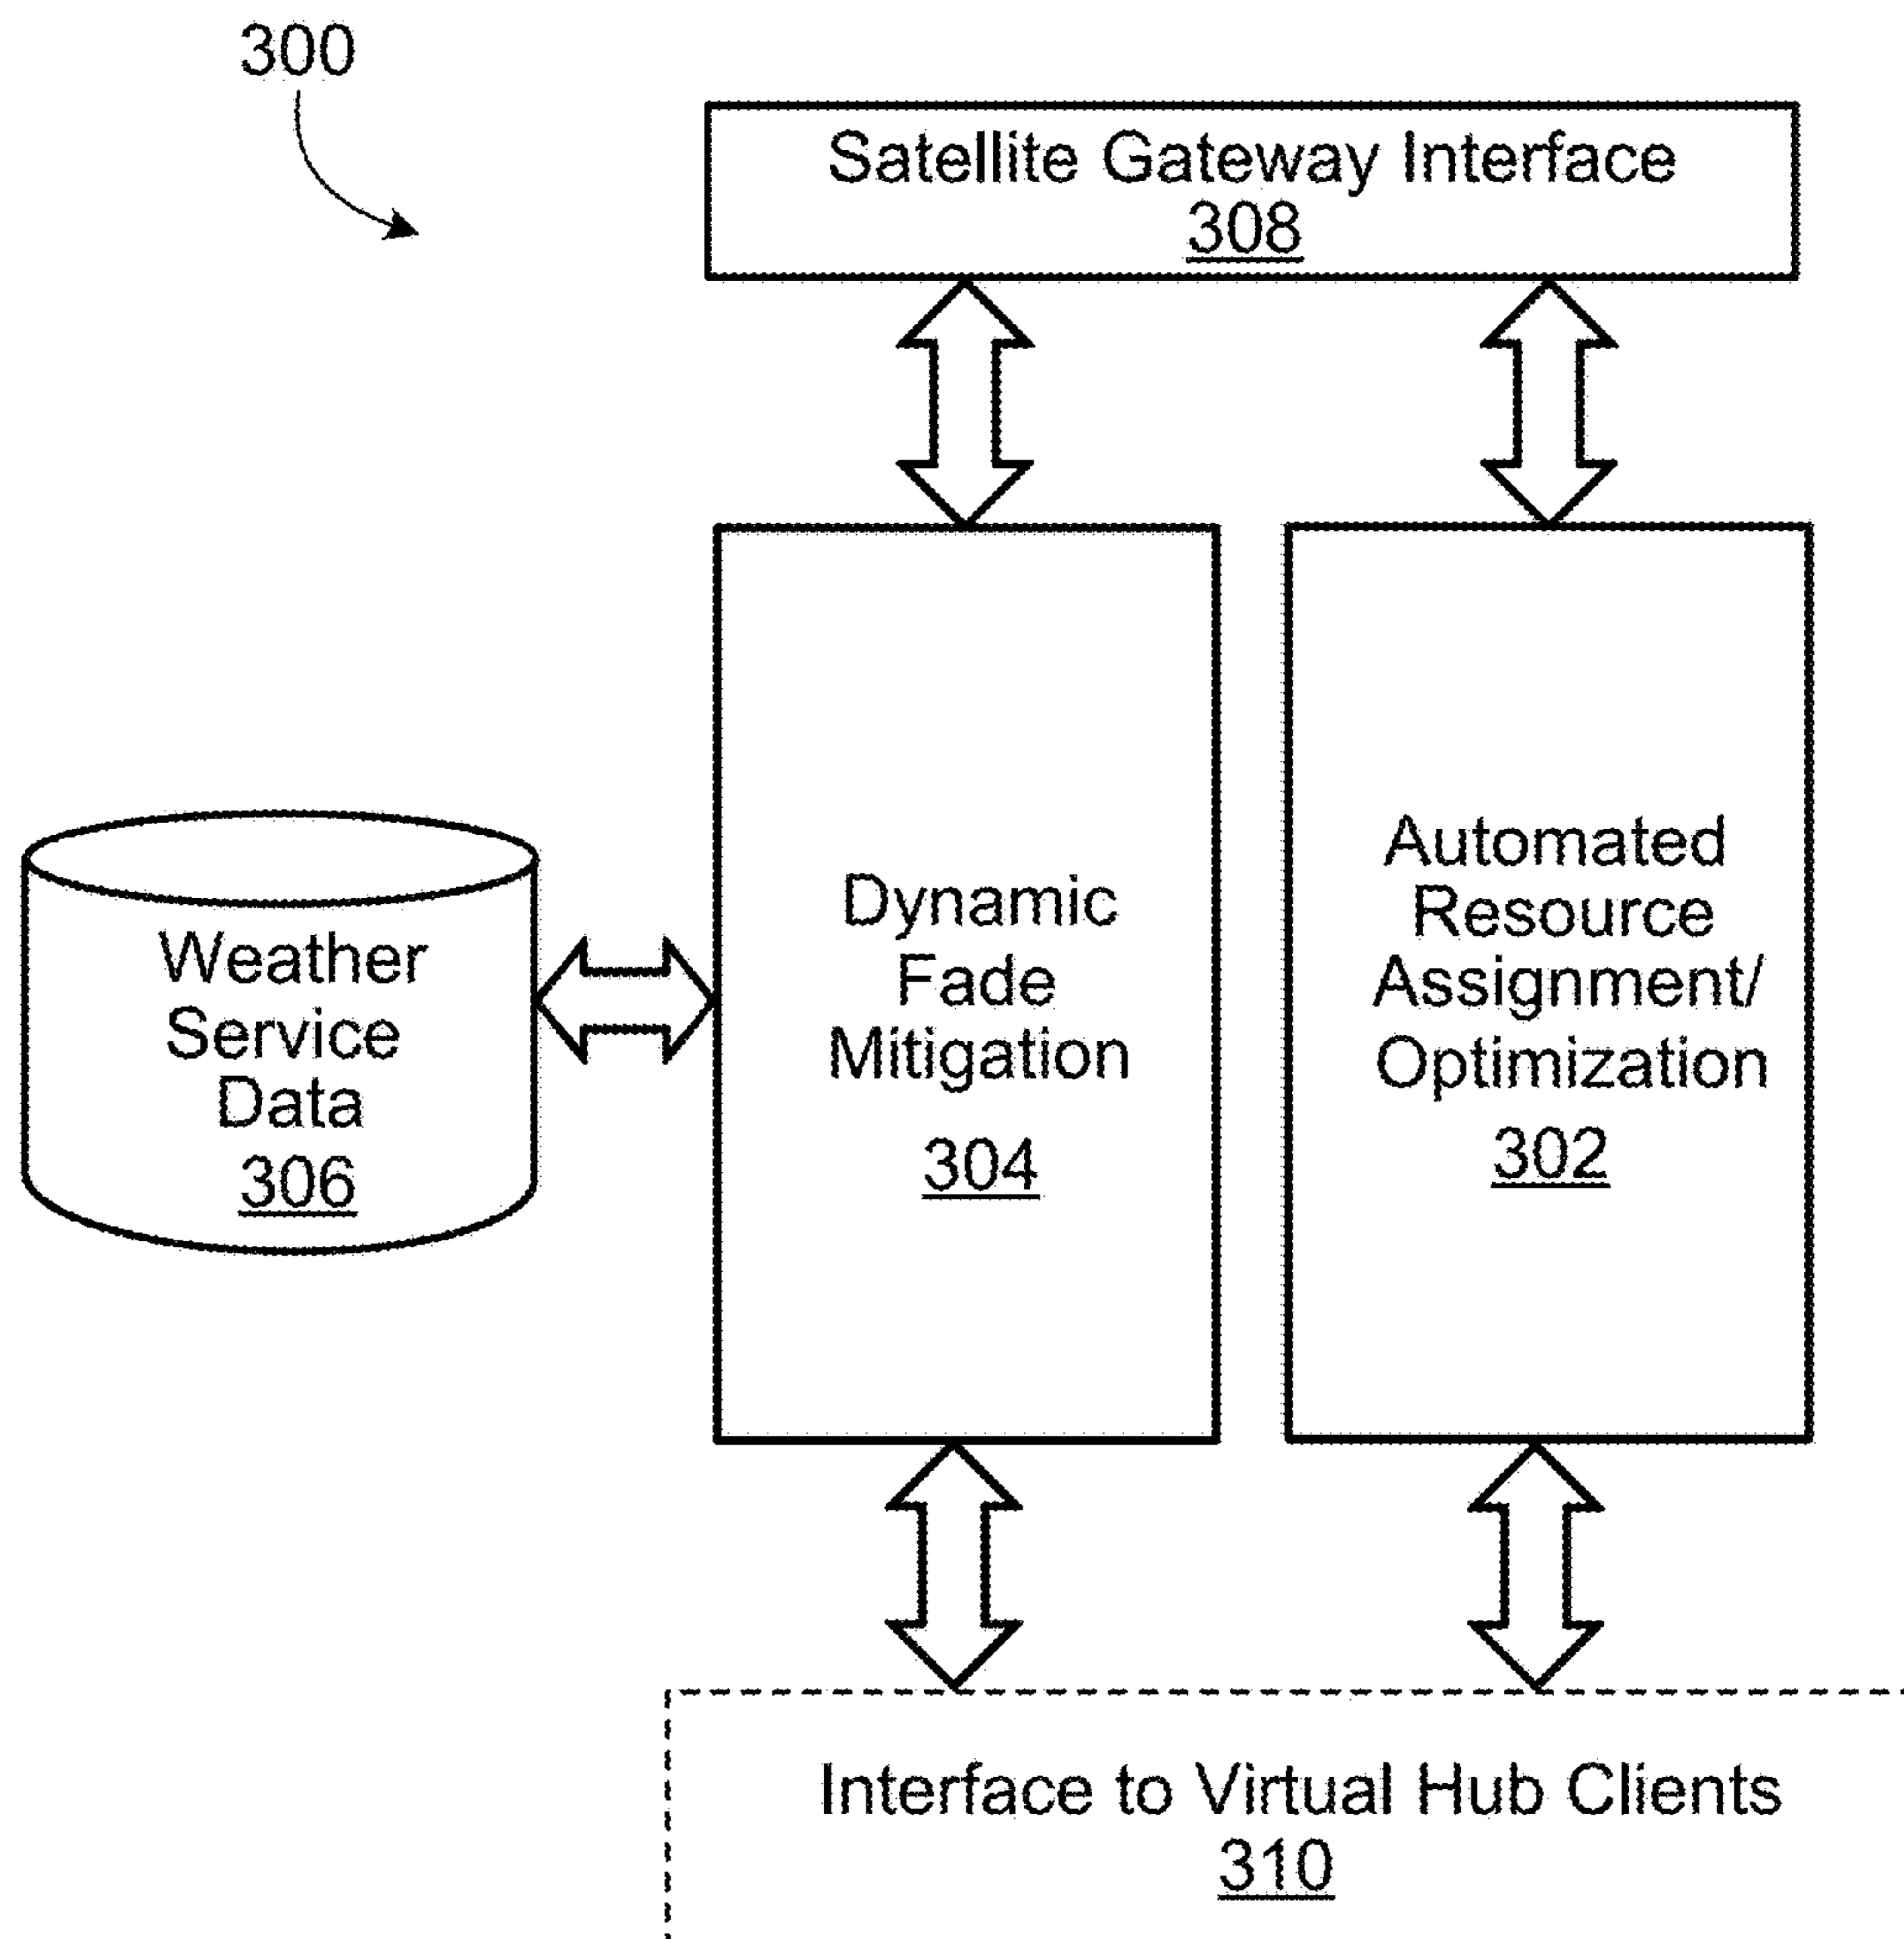 300
Satellite Gateway Interface
308
Weather
Service
Data
306
Dynamic
Fade
Mitigation
304
Automated
Resource
Assignment/
Optimization
302
Interface to Virtual Hub Clients
310